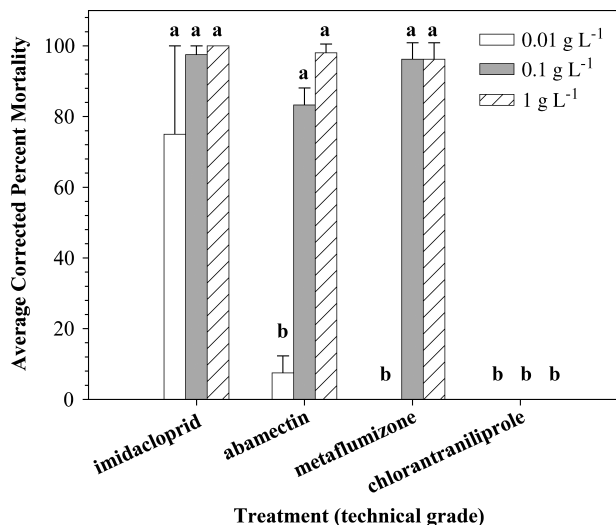 a a a a a a
100
0.01 g L⁻¹
0.1 g L⁻¹
1 g L⁻¹
a
80
60
40
20
b
b
b b b
0
Average Corrected Percent Mortality
imidacloprid
abamectin
metaflumizone
chlorantraniliprole
Treatment (technical grade)